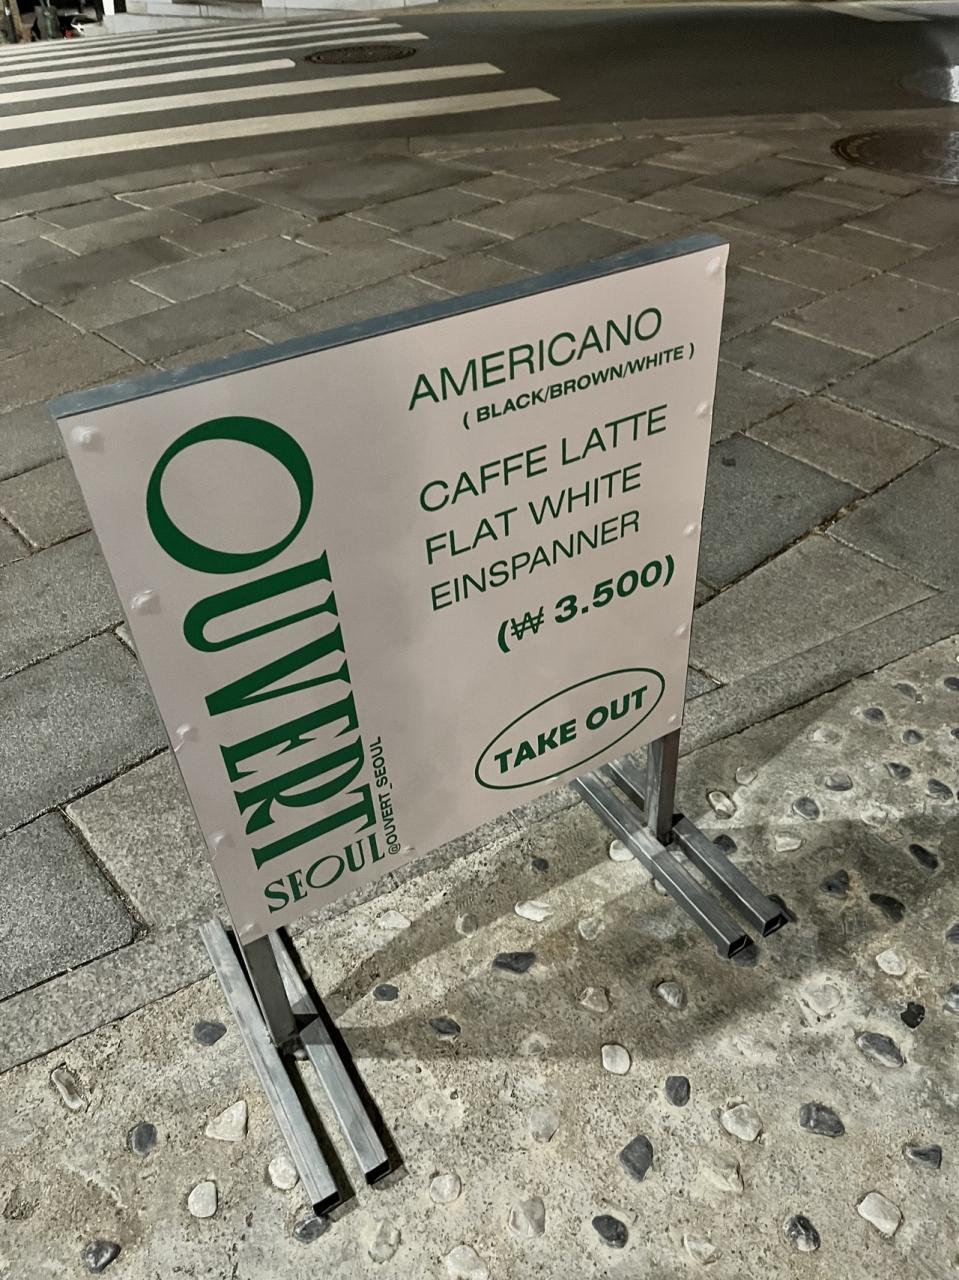 OUVERT
SEOUL
@OUVERT_SEOUL
AMERICANO
( BLACK/BROWN/WHITE )
CAFFE LATTE
FLAT WHITE
EINSPANNER
(₩ 3.500)
TAKE OUT